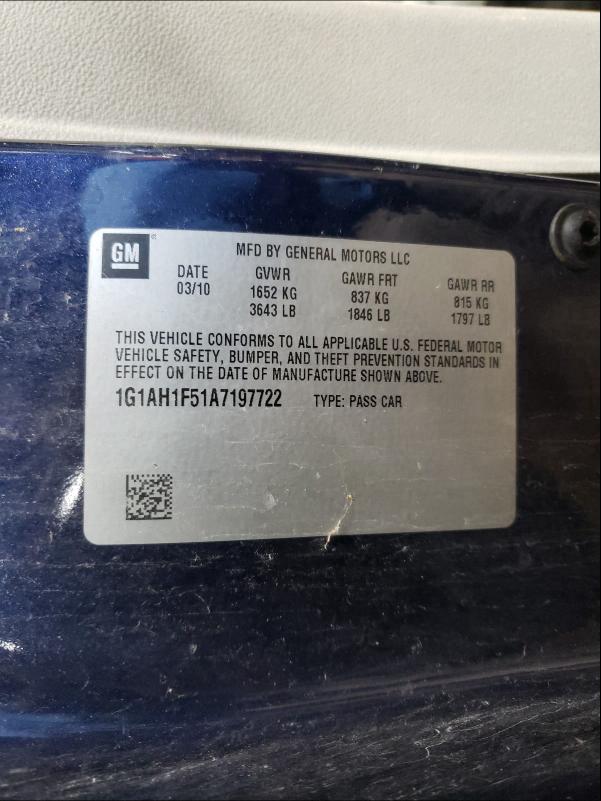 GM
MFD BY GENERAL MOTORS LLC
DATE GVWR GAWR FRT GAWR RR
03/10 1652 KG 837 KG 815 KG
3643 LB 1846 LB 1797 LB
THIS VEHICLE CONFORMS TO ALL APPLICABLE U.S. FEDERAL MOTOR
VEHICLE SAFETY, BUMPER, AND THEFT PREVENTION STANDARDS IN
EFFECT ON THE DATE OF MANUFACTURE SHOWN ABOVE.
1G1AH1F51A7197722 TYPE: PASS CAR